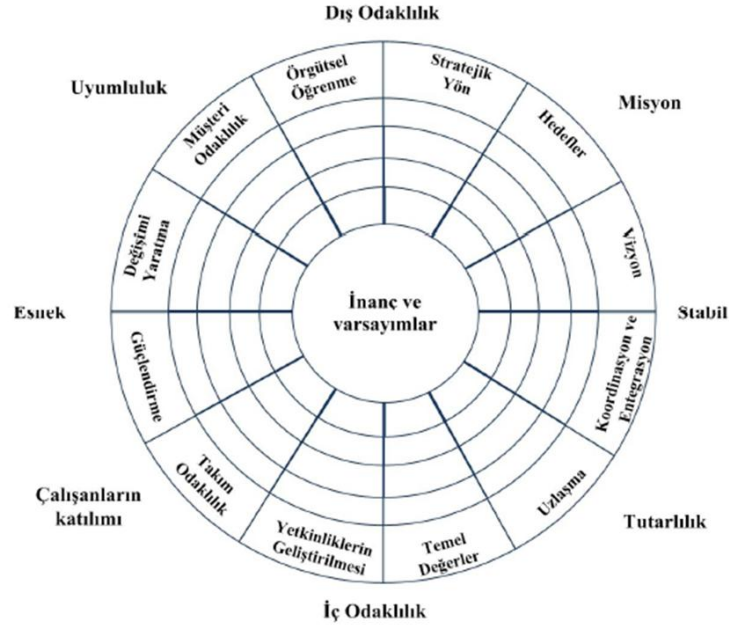 Dış Odaklılık
Uyumluluk
Misyon
Örgütsel
Öğrenme
Stratejik
Yön
Müşteri
Odaklılık
Hedefler
Değişimi
Yaratma
Vizyon
Esnek
İnanç ve
varsayımlar
Stabil
Güçlendirme
Koordinasyon ve
Entegrasyon
Takım
Odaklılık
Uzlaşma
Çalışanların
katılımı
Tutarlılık
Yetkinliklerin
Geliştirilmesi
Temel
Değerler
İç Odaklılık